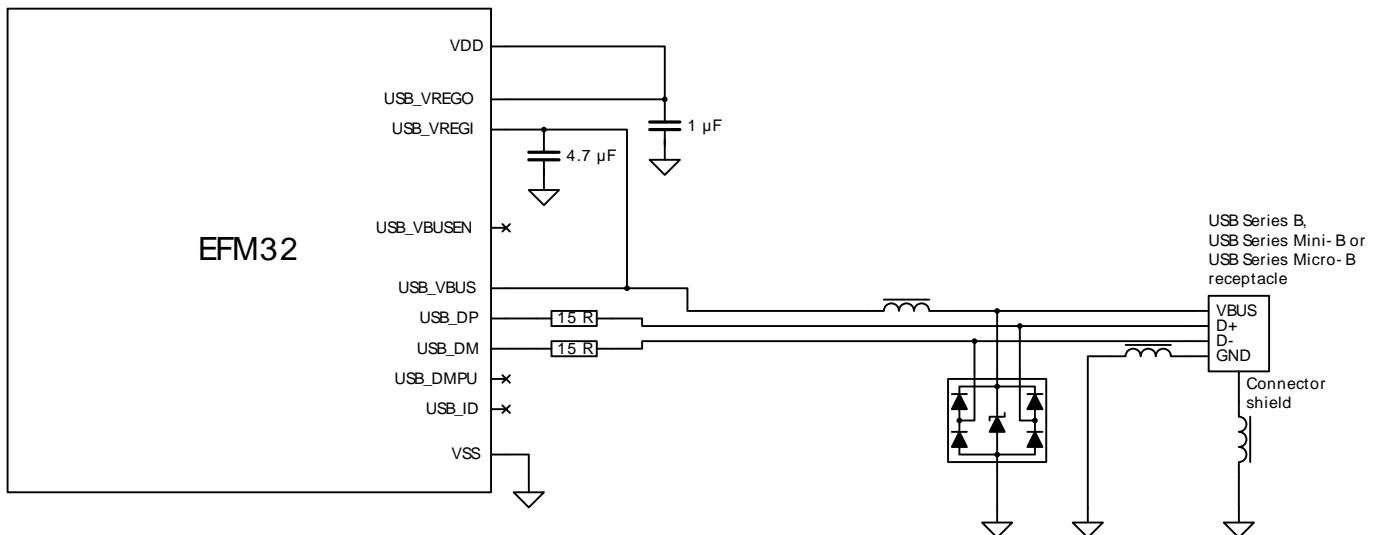 VDD
USB_VREGO
USB_VREGI
1 µF
4.7 µF
USB_VBUSEN
EFM32
USB Series B,
USB Series Mini-B or
USB Series Micro-B
receptacle
USB_VBUS
VBUS
USB_DP
15 R
D+
USB_DM
15 R
D-
GND
USB_DMPU
USB_ID
Connector
shield
VSS